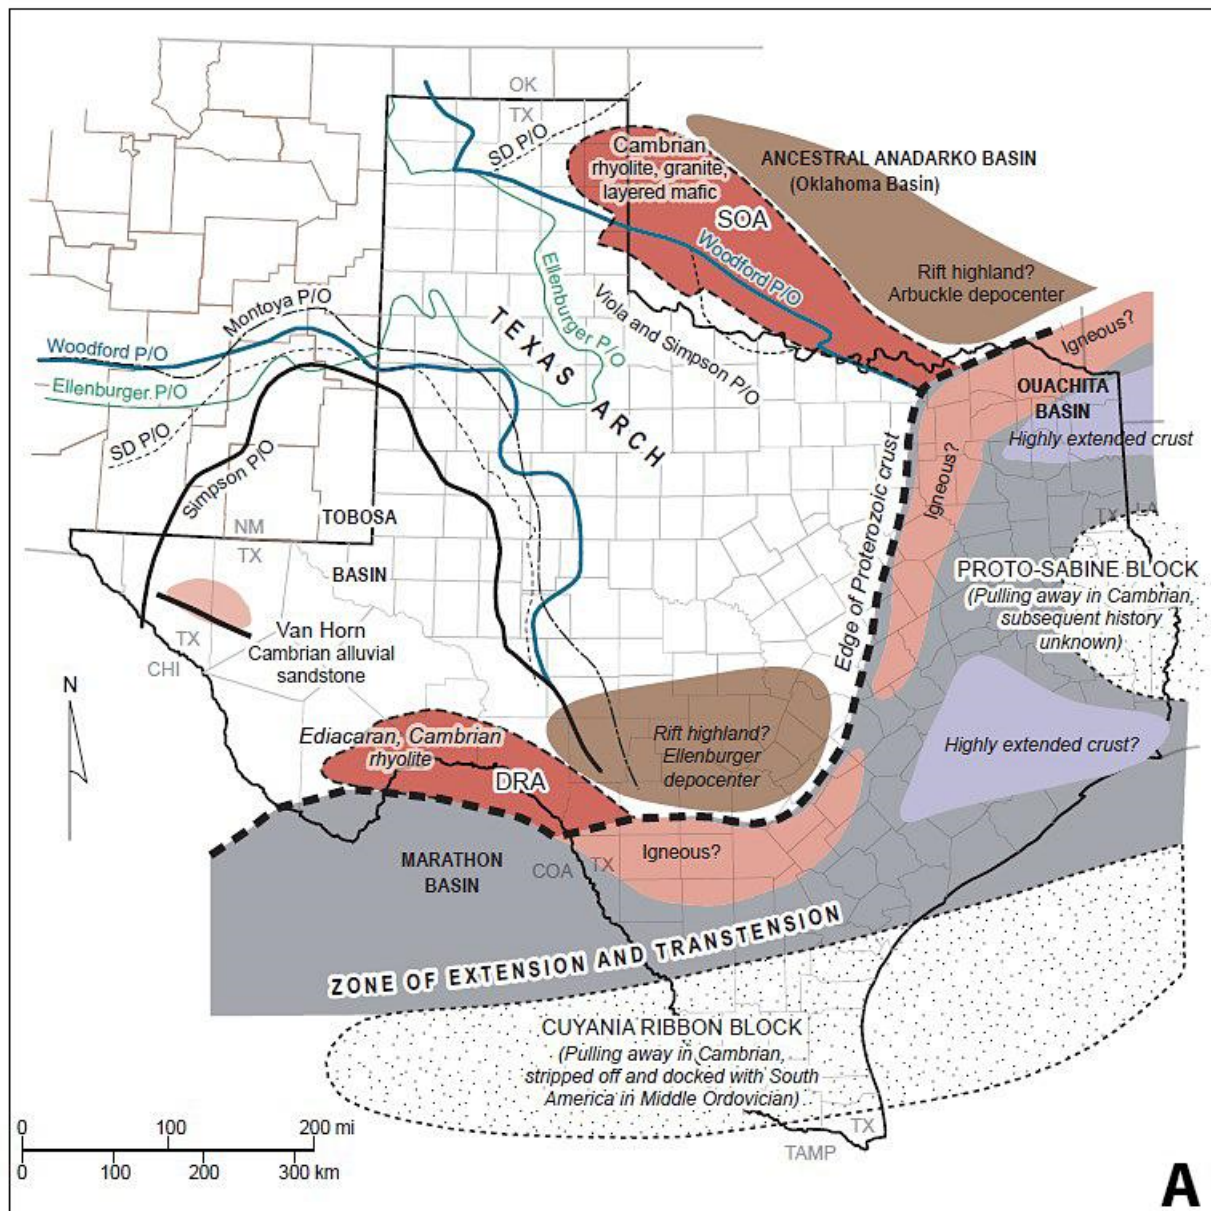 OK
TX
SD P/O
Cambrian
rhyolite, granite,
layered mafic
SOA
ANCESTRAL ANADARKO BASIN
(Oklahoma Basin)
Woodford P/O
Rift highland?
Arbuckle depocenter
Ellenburger P/O
Viola and Simpson P/O
Montoya P/O
Woodford P/O
Ellenburger P/O
SD P/O
Simpson P/O
TEXAS
ARCH
Igneous?
OUACHITA
BASIN
Highly extended crust
Igneous?
Edge of Proterozoic crust
TX
LA
NM
TX
TOBOSA
BASIN
PROTO-SABINE BLOCK
(Pulling away in Cambrian,
subsequent history
unknown)
Van Horn
Cambrian alluvial
sandstone
TX
CHI
N
Ediacaran, Cambrian
rhyolite
DRA
Rift highland?
Ellenburger
depocenter
Highly extended crust?
MARATHON
BASIN
COA
TX
Igneous?
ZONE OF EXTENSION AND TRANSTENSION
CUYANIA RIBBON BLOCK
(Pulling away in Cambrian,
stripped off and docked with South
America in Middle Ordovician)
TX
TAMP
0 100 200 mi
0 100 200 300 km
A